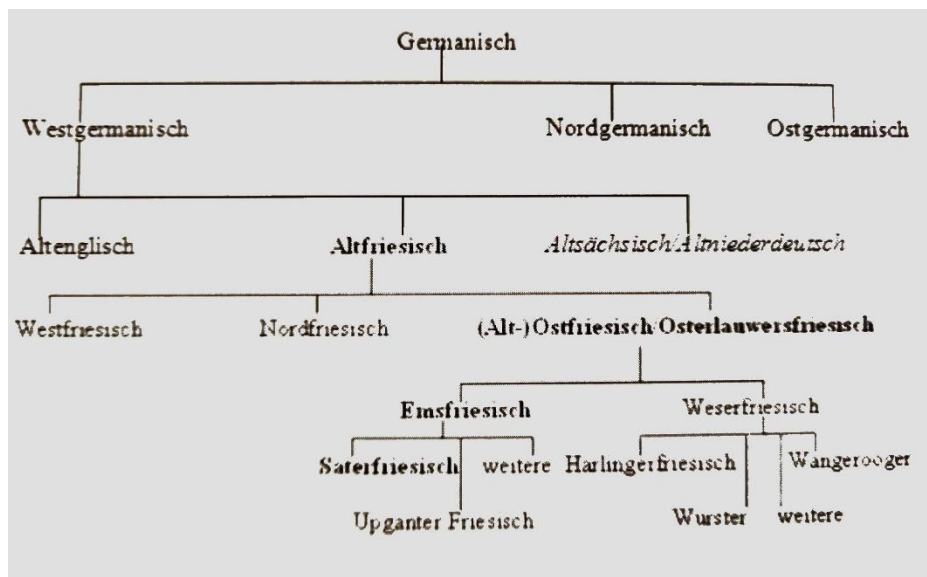 Germanisch
Westgermanisch Nordgermanisch Ostgermanisch
Altenglisch Altfriesisch Altsächsisch/Altniederdeutsch
Westfriesisch Nordfriesisch (Alt-)Ostfriesisch/Osterlauwersfriesisch
Emsfriesisch Weserfriesisch
Saterfriesisch weitere Harlingerfriesisch Wangerooger
Upganter Friesisch Wurster weitere